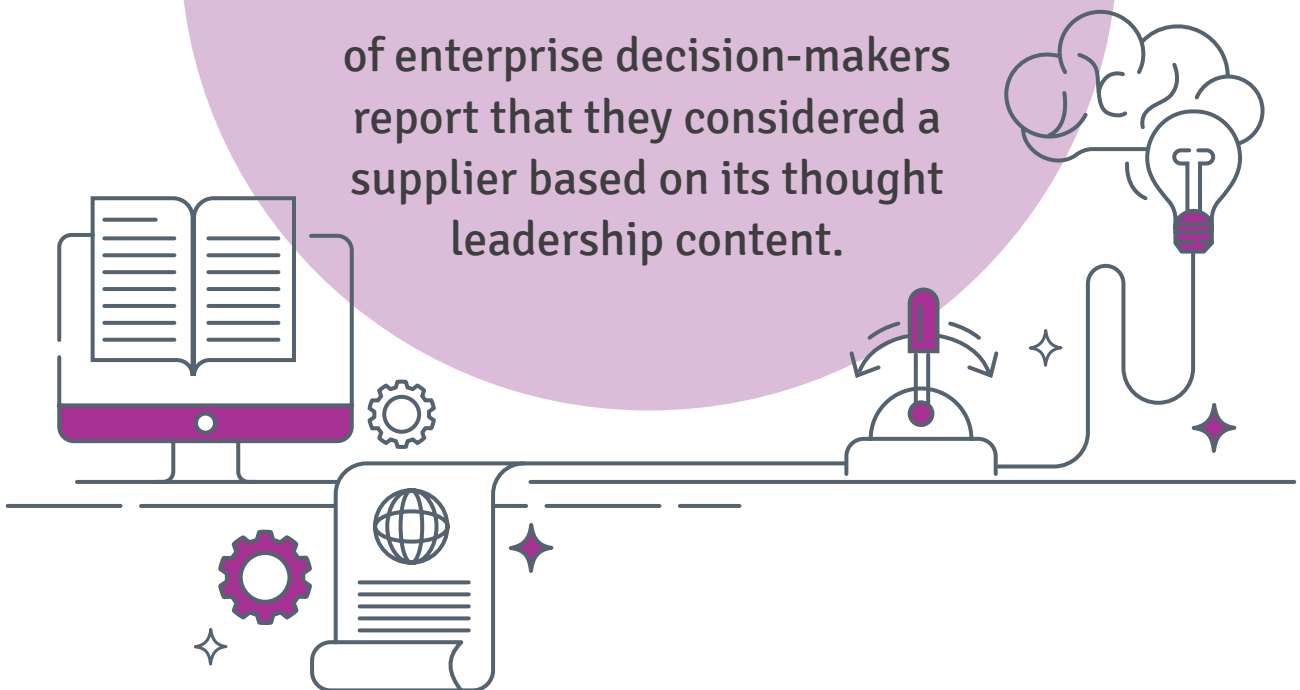 of enterprise decision-makers
report that they considered a
supplier based on its thought
leadership content.